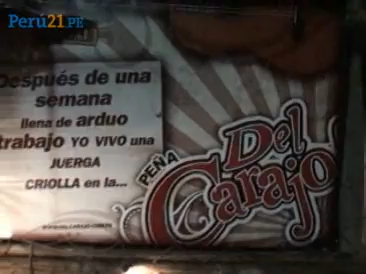 Perú21.PE
Después de una
semana
llena de arduo
trabajo YO VIVO una
JUERGA
CRIOLLA en la...
PEÑA
Del
Carajo